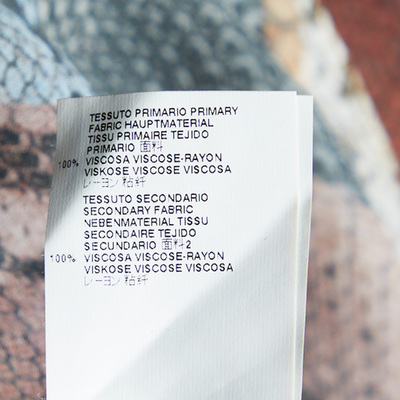 TESSUTO PRIMARIO PRIMARY
FABRIC HAUPTMATERIAL
TISSU PRIMAIRE TEJIDO
PRIMARIO 面料
100% VISCOSA VISCOSE-RAYON
VISKOSE VISCOSE VISCOSA
レーヨン 粘纤
TESSUTO SECONDARIO
SECONDARY FABRIC
NEBENMATERIAL TISSU
SECONDAIRE TEJIDO
SECUNDARIO 面料2
100% VISCOSA VISCOSE-RAYON
VISKOSE VISCOSE VISCOSA
レーヨン 粘纤